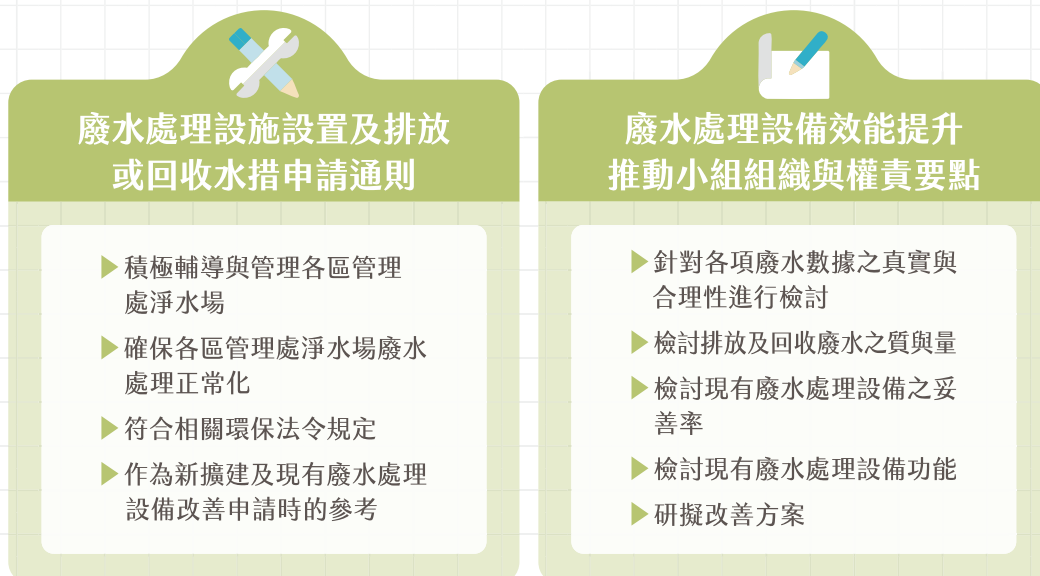 廢水處理設施設置及排放
或回收水措申請通則
積極輔導與管理各區管理
處淨水場
確保各區管理處淨水場廢水
處理正常化
符合相關環保法令規定
作為新擴建及現有廢水處理
設備改善申請時的參考
廢水處理設備效能提升
推動小組組織與權責要點
針對各項廢水數據之真實與
合理性進行檢討
檢討排放及回收廢水之質與量
檢討現有廢水處理設備之妥
善率
檢討現有廢水處理設備功能
研擬改善方案